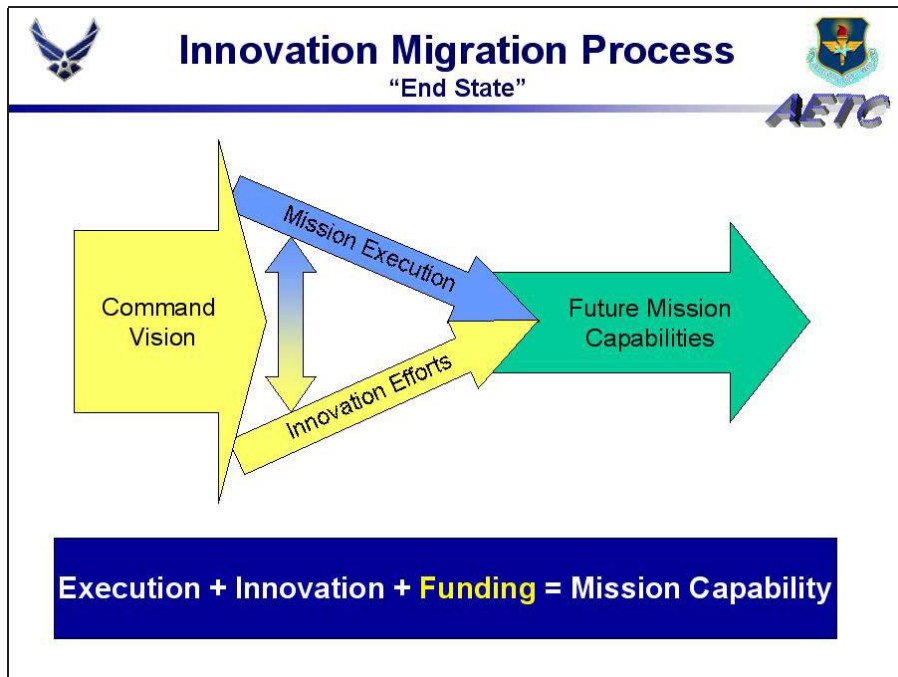 Innovation Migration Process
“End State”
AETC
Mission Execution
Command
Vision
Future Mission
Capabilities
Innovation Efforts
Execution + Innovation + Funding = Mission Capability